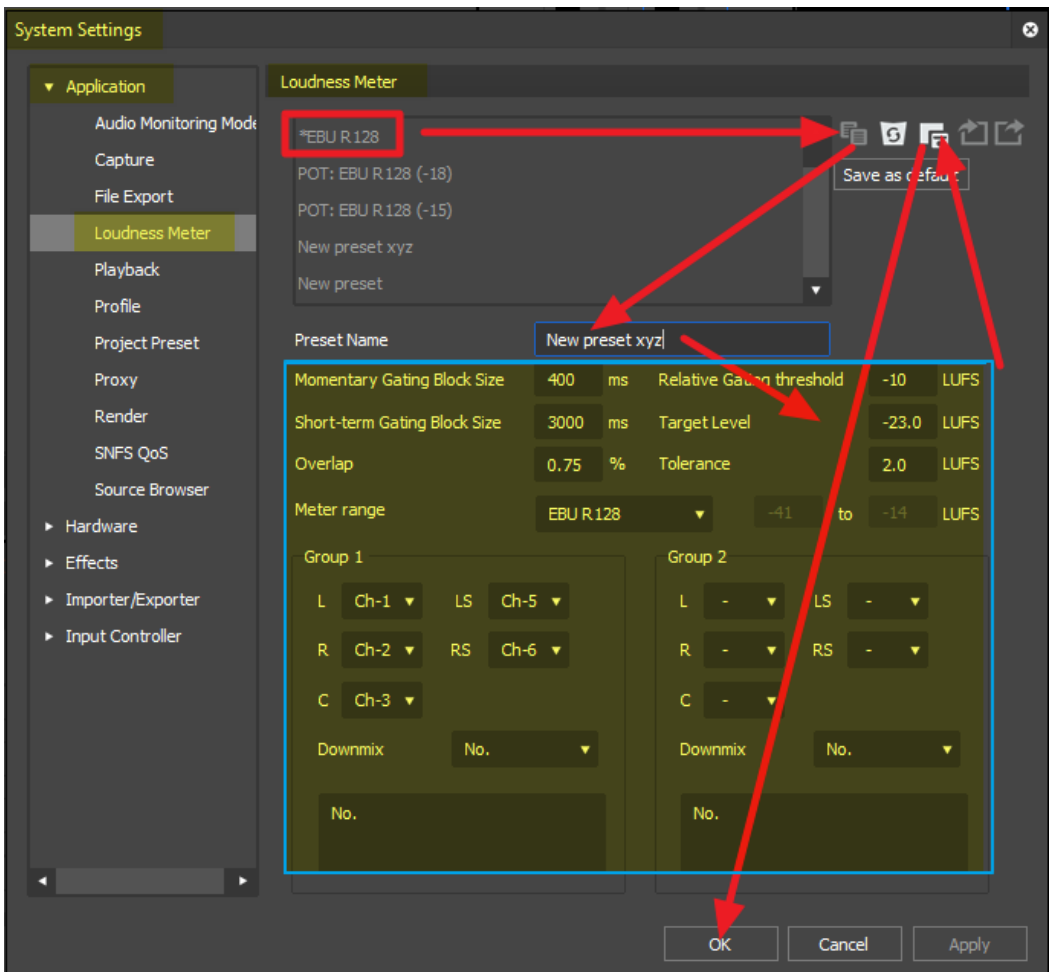 System Settings
Application
Audio Monitoring Mode
Capture
File Export
Loudness Meter
Playback
Profile
Project Preset
Proxy
Render
SNFS QoS
Source Browser
Hardware
Effects
Importer/Exporter
Input Controller
Loudness Meter
*EBU R128
POT: EBU R128 (-18)
POT: EBU R128 (-15)
New preset xyz
New preset
Save as default
Preset Name New preset xyz
Momentary Gating Block Size 400 ms Relative Gating threshold -10 LUFS
Short-term Gating Block Size 3000 ms Target Level -23.0 LUFS
Overlap 0.75 % Tolerance 2.0 LUFS
Meter range EBU R128 -41 to -14 LUFS
Group 1
L Ch-1 LS Ch-5
R Ch-2 RS Ch-6
C Ch-3
Downmix No.
No.
Group 2
L - LS -
R - RS -
C -
Downmix No.
No.
OK Cancel Apply